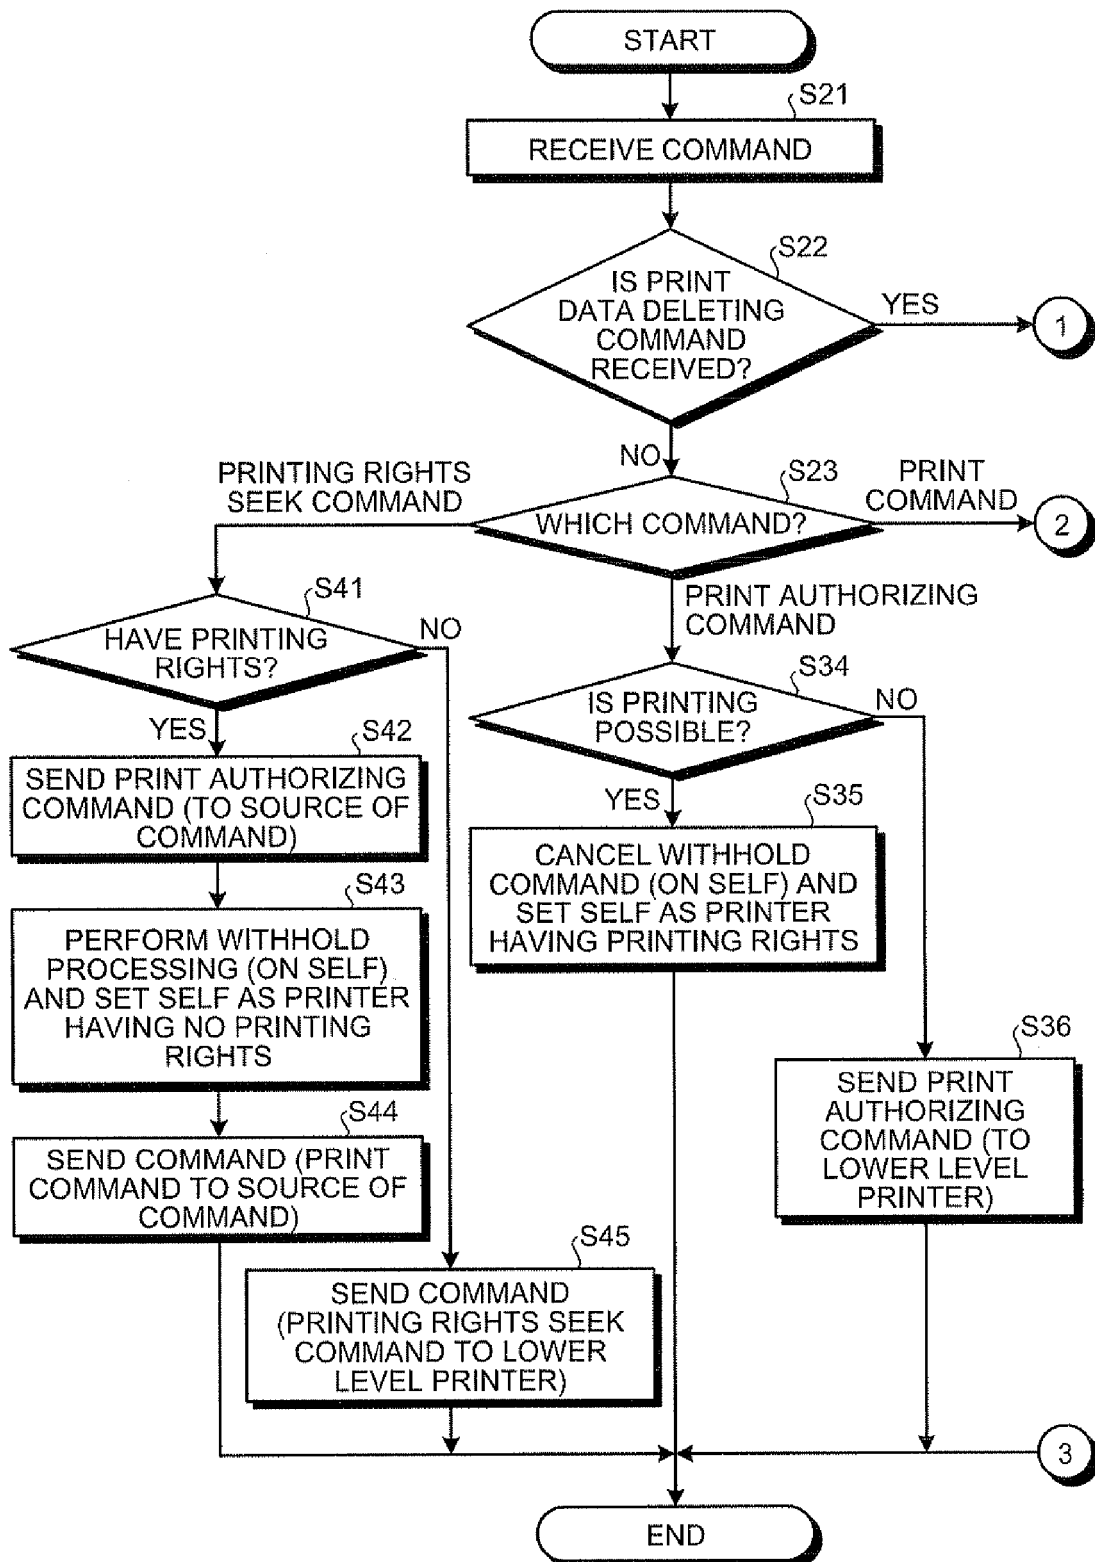 START
S21
RECEIVE COMMAND
S22
IS PRINT
DATA DELETING
COMMAND
RECEIVED?
YES
1
NO
PRINTING RIGHTS
SEEK COMMAND
S23
WHICH COMMAND?
PRINT
COMMAND
2
PRINT AUTHORIZING
COMMAND
S41
HAVE PRINTING
RIGHTS?
NO
YES
S34
IS PRINTING
POSSIBLE?
NO
YES
S42
SEND PRINT AUTHORIZING
COMMAND (TO SOURCE OF
COMMAND)
S35
CANCEL WITHHOLD
COMMAND (ON SELF) AND
SET SELF AS PRINTER
HAVING PRINTING RIGHTS
S43
PERFORM WITHHOLD
PROCESSING (ON SELF)
AND SET SELF AS PRINTER
HAVING NO PRINTING
RIGHTS
S36
SEND PRINT
AUTHORIZING
COMMAND (TO
LOWER LEVEL
PRINTER)
S44
SEND COMMAND (PRINT
COMMAND TO SOURCE OF
COMMAND)
S45
SEND COMMAND
(PRINTING RIGHTS SEEK
COMMAND TO LOWER
LEVEL PRINTER)
3
END